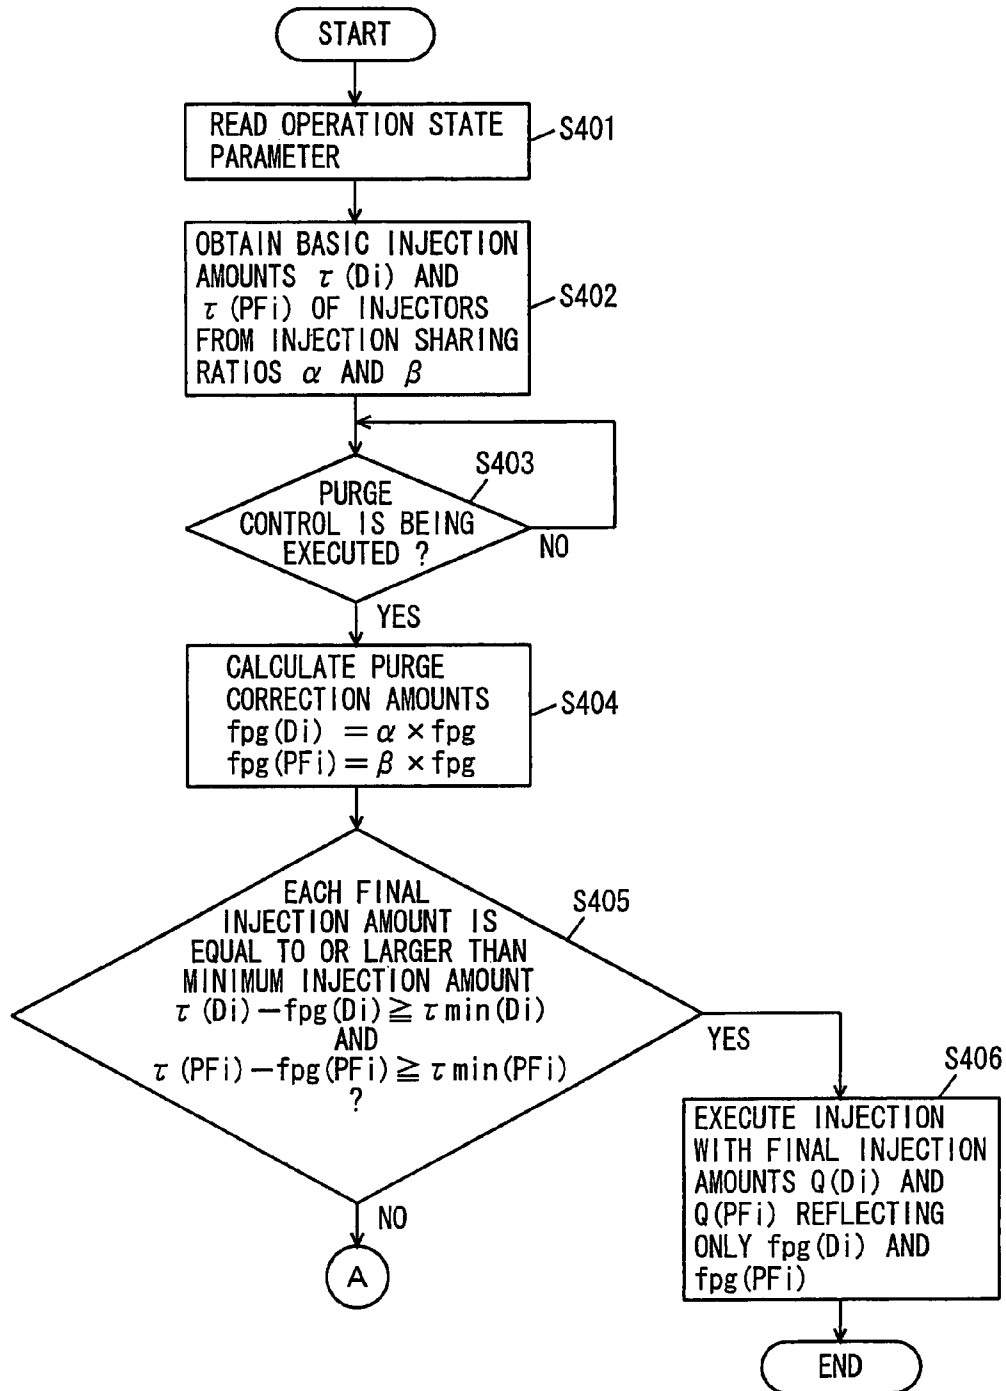 START
READ OPERATION STATE
PARAMETER
S401
OBTAIN BASIC INJECTION
AMOUNTS τ (Di) AND
τ (PFi) OF INJECTORS
FROM INJECTION SHARING
RATIOS α AND β
S402
S403
PURGE
CONTROL IS BEING
EXECUTED ?
NO
YES
CALCULATE PURGE
CORRECTION AMOUNTS
fpg(Di) = α × fpg
fpg(PFi) = β × fpg
S404
EACH FINAL
INJECTION AMOUNT IS
EQUAL TO OR LARGER THAN
MINIMUM INJECTION AMOUNT
τ (Di) − fpg(Di) ≧ τ min(Di)
AND
τ (PFi) − fpg(PFi) ≧ τ min(PFi)
?
S405
YES
NO
A
S406
EXECUTE INJECTION
WITH FINAL INJECTION
AMOUNTS Q(Di) AND
Q(PFi) REFLECTING
ONLY fpg(Di) AND
fpg(PFi)
END